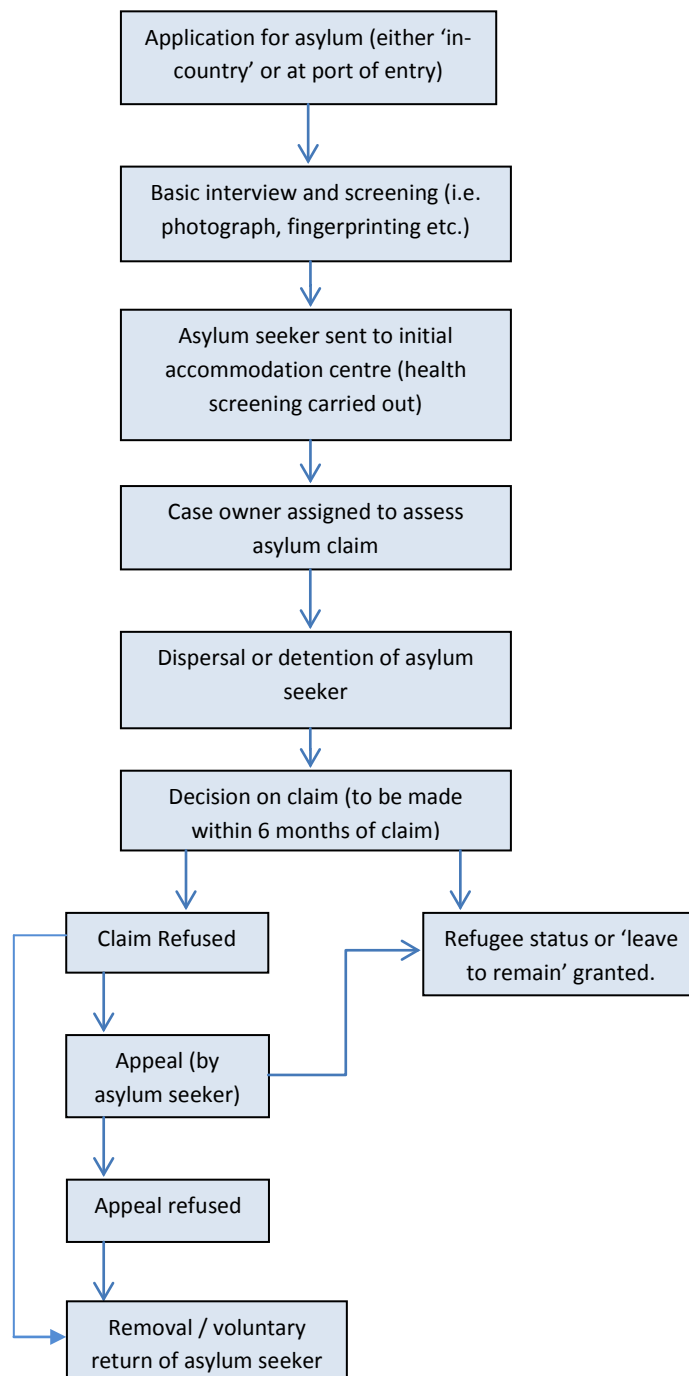 Application for asylum (either ‘in-
country’ or at port of entry)
Basic interview and screening (i.e.
photograph, fingerprinting etc.)
Asylum seeker sent to initial
accommodation centre (health
screening carried out)
Case owner assigned to assess
asylum claim
Dispersal or detention of asylum
seeker
Decision on claim (to be made
within 6 months of claim)
Claim Refused
Refugee status or ‘leave
to remain’ granted.
Appeal (by
asylum seeker)
Appeal refused
Removal / voluntary
return of asylum seeker